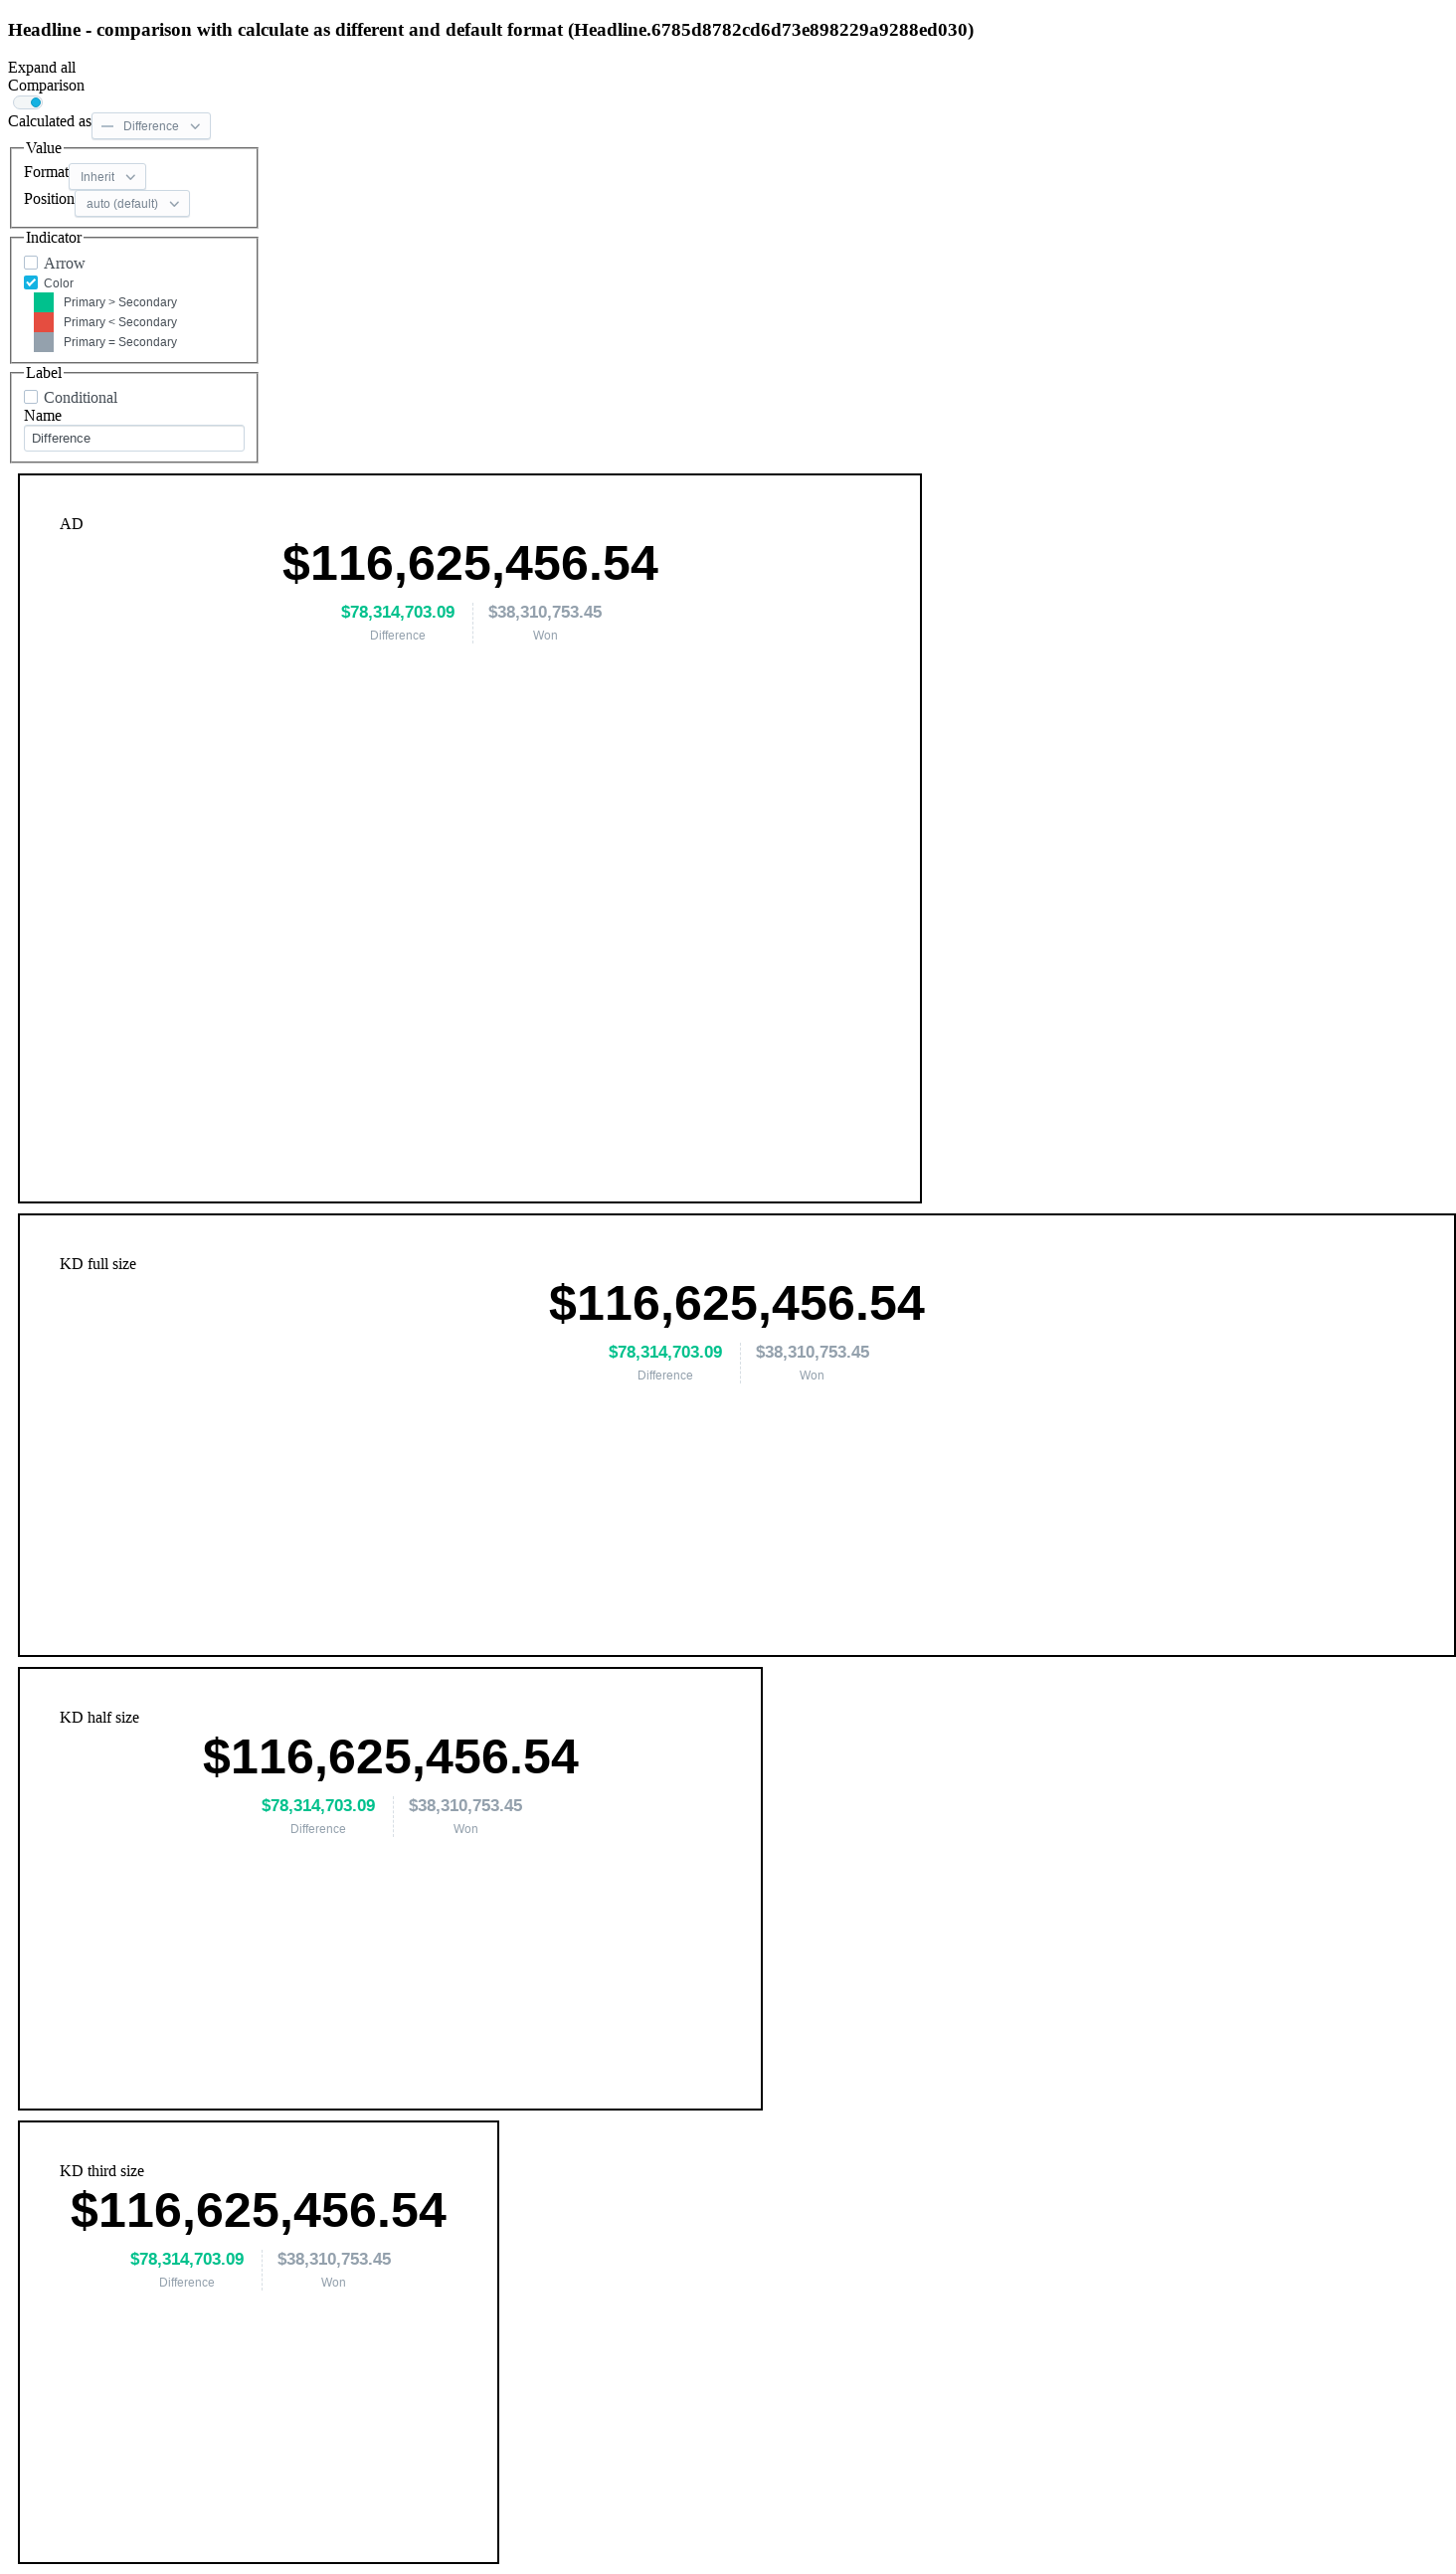 Headline - comparison with calculate as different and default format (Headline.6785d8782cd6d73e898229a9288ed030)
Expand all
Comparison
Calculated as Difference
Value
Format Inherit
Position auto (default)
Indicator
Arrow
Color
Primary > Secondary
Primary < Secondary
Primary = Secondary
Label
Conditional
Name
Difference
AD
$116,625,456.54
$78,314,703.09 $38,310,753.45
Difference Won
KD full size
$116,625,456.54
$78,314,703.09 $38,310,753.45
Difference Won
KD half size
$116,625,456.54
$78,314,703.09 $38,310,753.45
Difference Won
KD third size
$116,625,456.54
$78,314,703.09 $38,310,753.45
Difference Won